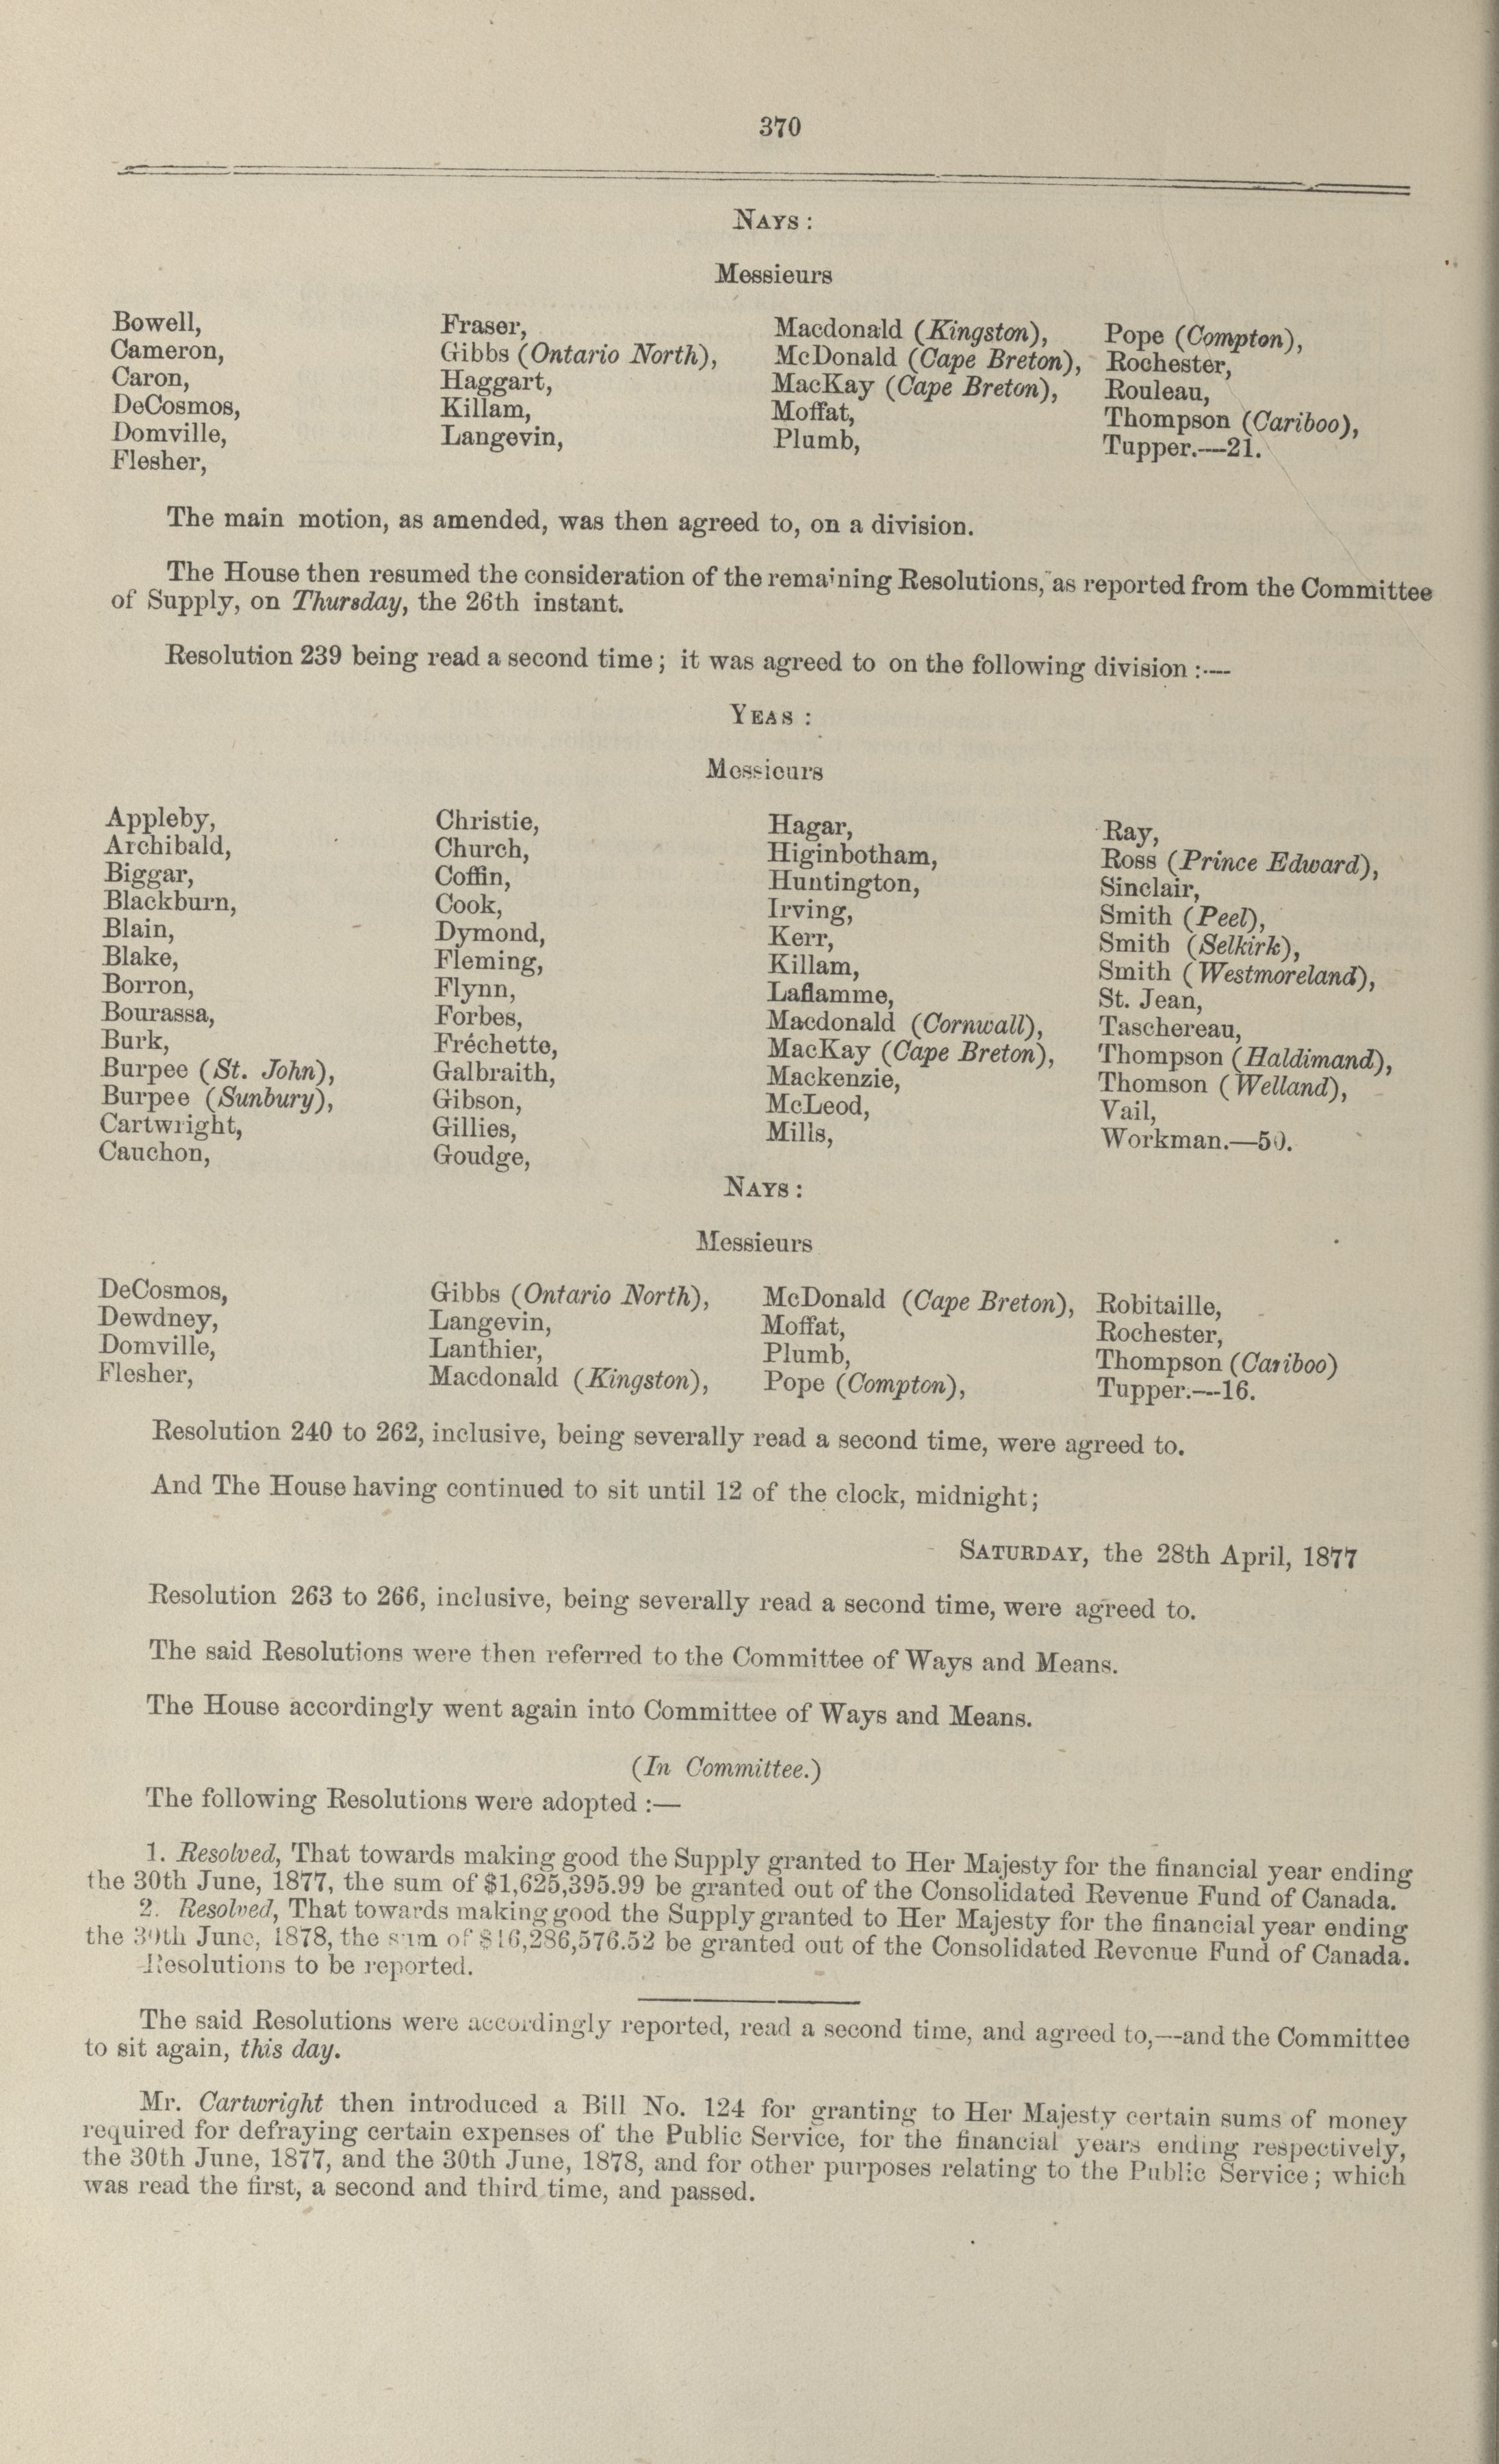 370
NAYS:
Messieurs
Bowell,
Cameron,
Caron,
DeCosmos,
Domville,
Flesher,
Fraser,
Gibbs (Ontario North),
Haggart,
Killam,
Langevin,
Macdonald (Kingston),
McDonald (Cape Breton),
MacKay (Cape Breton),
Moffat,
Plumb,
Pope (Compton),
Rochester,
Rouleau,
Thompson (Cariboo),
Tupper.—21.
The main motion, as amended, was then agreed to, on a division.
The House then resumed the consideration of the remaining Resolutions, as reported from the Committee
of Supply, on Thursday, the 26th instant.
Resolution 239 being read a second time; it was agreed to on the following division :—
YEAS :
Messieurs
Appleby,
Archibald,
Biggar,
Blackburn,
Blain,
Blake,
Borron,
Bourassa,
Burk,
Burpee (St. John),
Burpee (Sunbury),
Cartwright,
Cauchon,
Christie,
Church,
Coffin,
Cook,
Dymond,
Fleming,
Flynn,
Forbes,
Fréchette,
Galbraith,
Gibson,
Gillies,
Goudge,
Hagar,
Higinbotham,
Huntington,
Irving,
Kerr,
Killam,
Laflamme,
Macdonald (Cornwall),
MacKay (Cape Breton),
Mackenzie,
McLeod,
Mills,
Ray,
Ross (Prince Edward),
Sinclair,
Smith (Peel),
Smith (Selkirk),
Smith (Westmoreland),
St. Jean,
Taschereau,
Thompson (Haldimand),
Thomson (Welland),
Vail,
Workman.—50.
NAYS:
Messieurs
DeCosmos,
Dewdney,
Domville,
Flesher,
Gibbs (Ontario North),
Langevin,
Lanthier,
Macdonald (Kingston),
McDonald (Cape Breton),
Moffat,
Plumb,
Pope (Compton),
Robitaille,
Rochester,
Thompson (Cariboo)
Tupper.—16.
Resolution 240 to 262, inclusive, being severally read a second time, were agreed to.
And The House having continued to sit until 12 of the clock, midnight;
SATURDAY, the 28th April, 1877
Resolution 263 to 266, inclusive, being severally read a second time, were agreed to.
The said Resolutions were then referred to the Committee of Ways and Means.
The House accordingly went again into Committee of Ways and Means.
(In Committee.)
The following Resolutions were adopted :—
1. Resolved, That towards making good the Supply granted to Her Majesty for the financial year ending
the 30th June, 1877, the sum of $1,625,395.99 be granted out of the Consolidated Revenue Fund of Canada.
2. Resolved, That towards making good the Supply granted to Her Majesty for the financial year ending
the 30th June, 1878, the sum of $16,286,576.52 be granted out of the Consolidated Revenue Fund of Canada.
Resolutions to be reported.
The said Resolutions were accordingly reported, read a second time, and agreed to,—and the Committee
to sit again, this day.
Mr. Cartwright then introduced a Bill No. 124 for granting to Her Majesty certain sums of money
required for defraying certain expenses of the Public Service, for the financial years ending respectively,
the 30th June, 1877, and the 30th June, 1878, and for other purposes relating to the Public Service; which
was read the first, a second and third time, and passed.